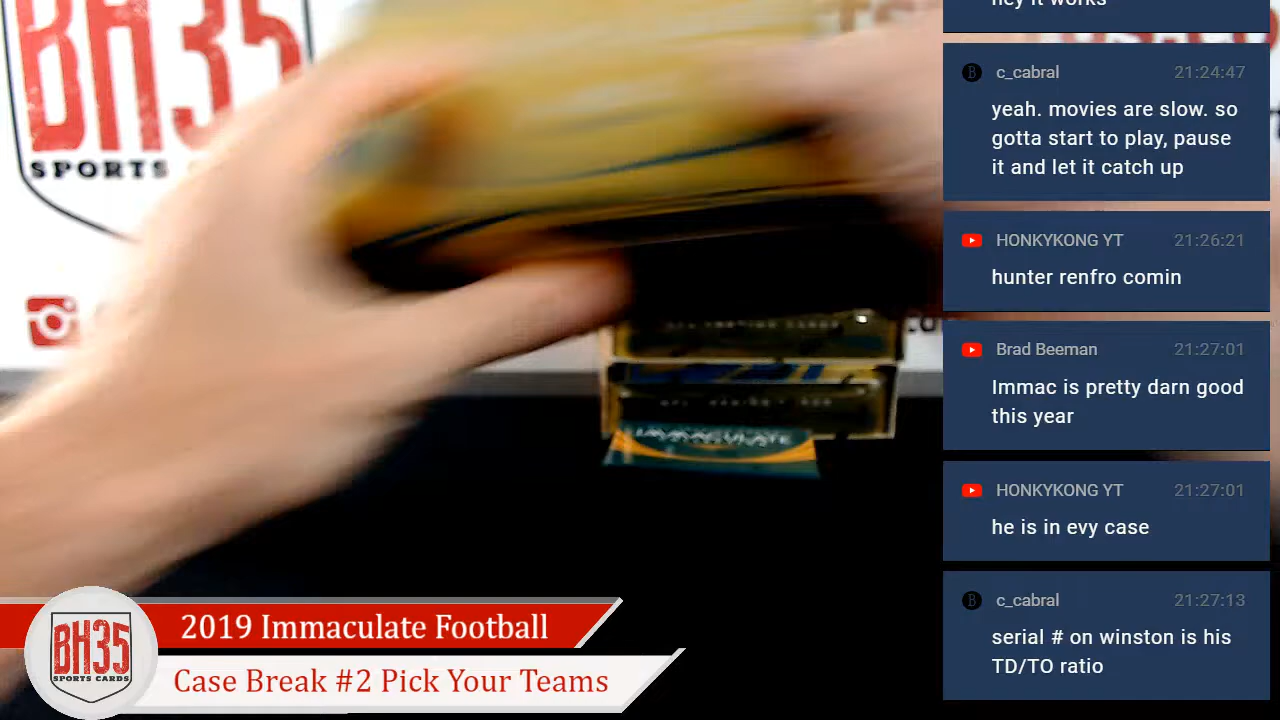 BH35
SPORTS
hey it works
c_cabral 21:24:47
yeah. movies are slow. so
gotta start to play, pause
it and let it catch up
HONKYKONG YT 21:26:21
hunter renfro comin
Brad Beeman 21:27:01
Immac is pretty darn good
this year
HONKYKONG YT 21:27:01
he is in evy case
c_cabral 21:27:13
serial # on winston is his
TD/TO ratio
IMMACULATE
2019 Immaculate Football
Case Break #2 Pick Your Teams
BH35
SPORTS CARDS